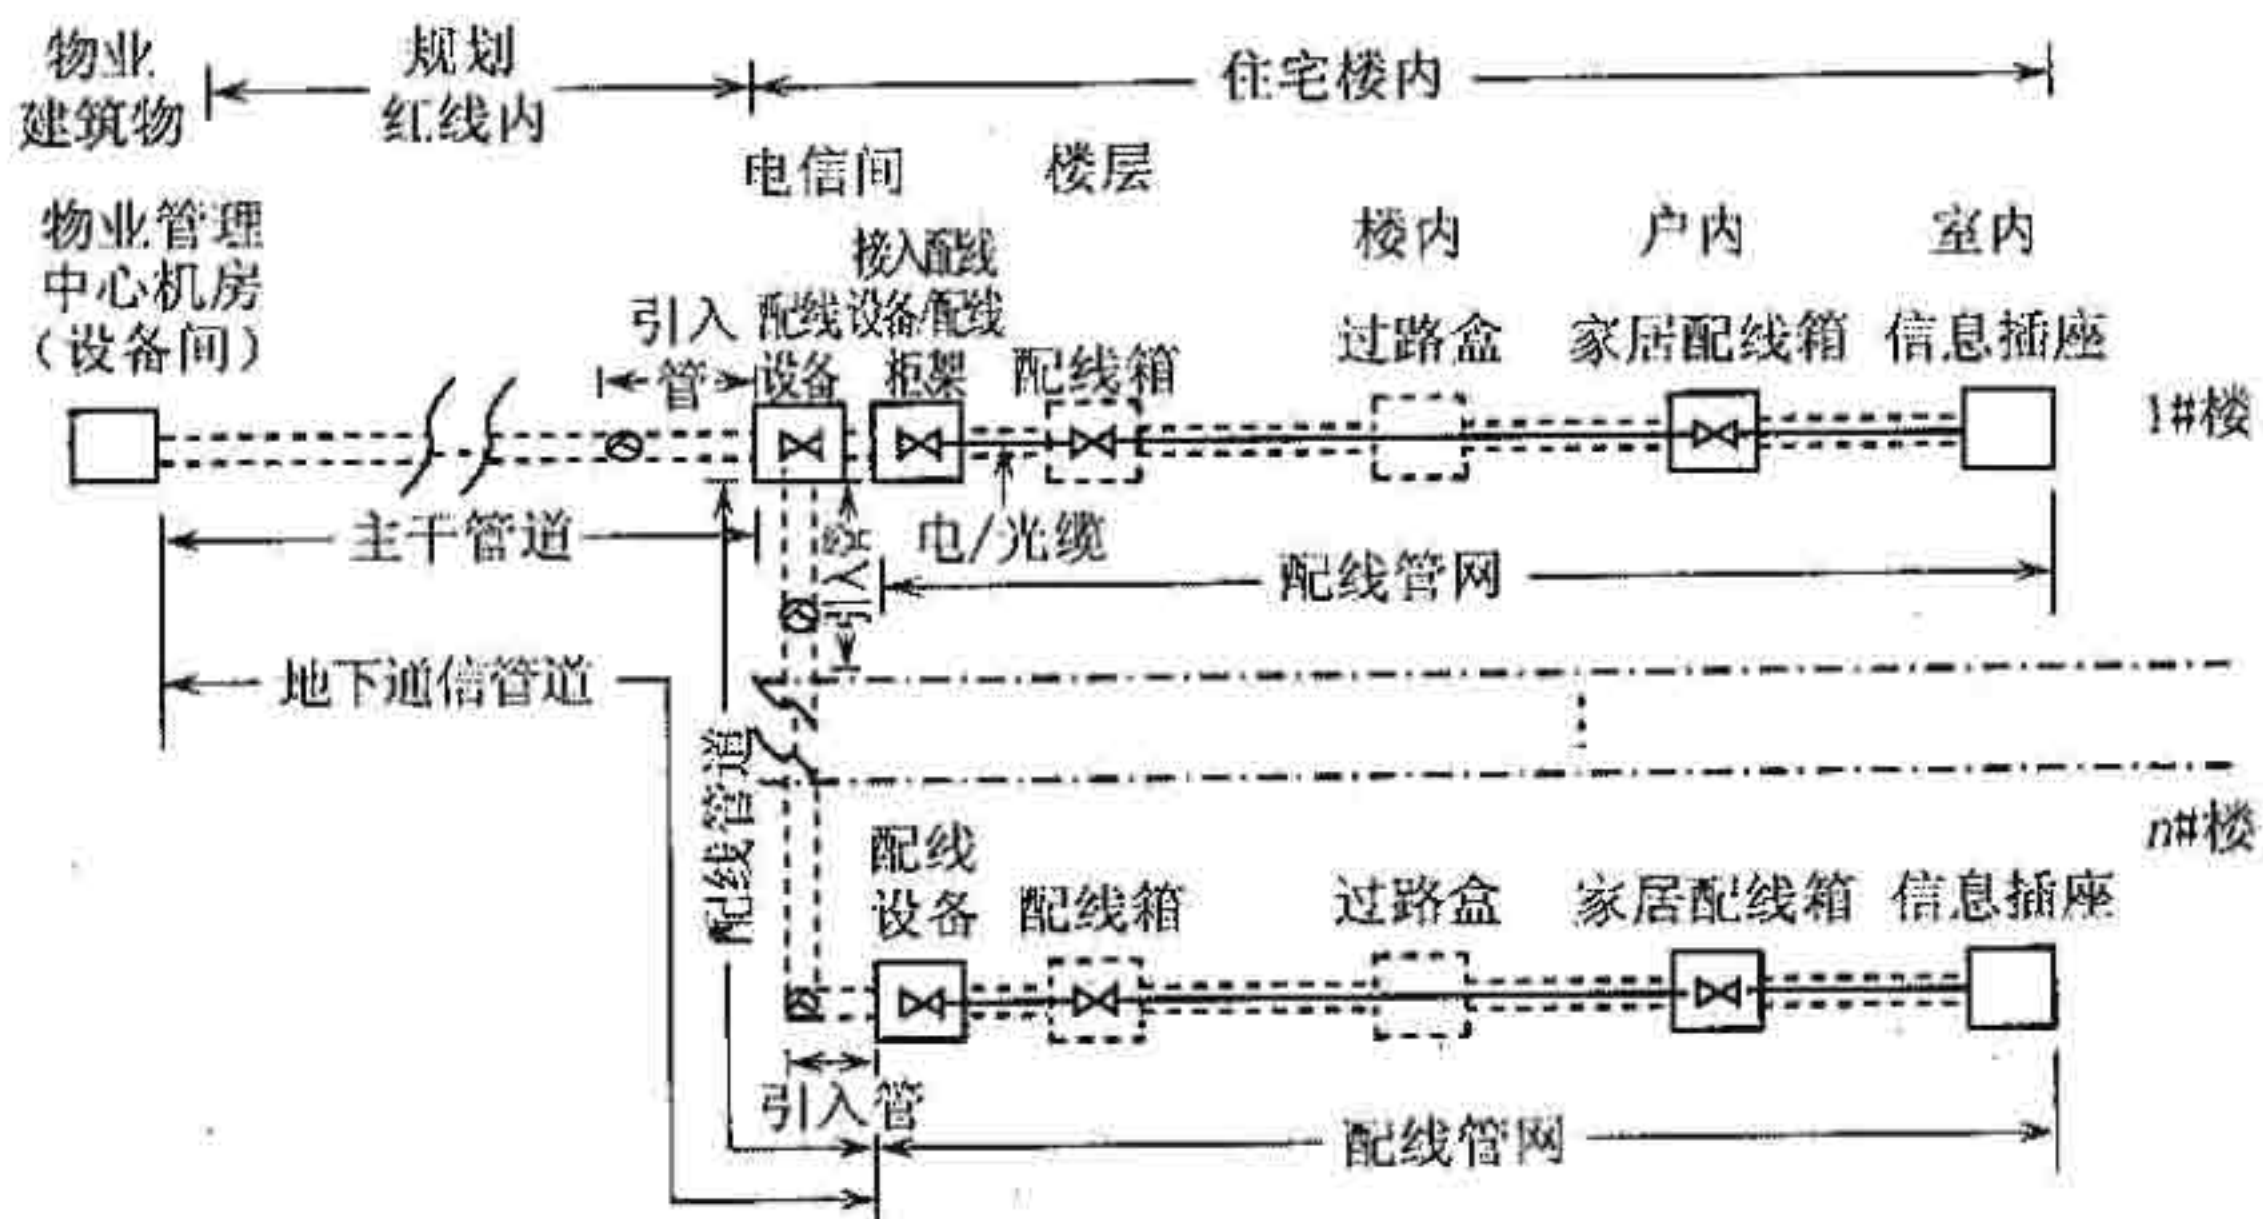 物业
建筑物
规划
红线内
住宅楼内
电信间
楼层
物业管理
中心机房
(设备间)
引入
管
配线
设备
接入配线
设备/配线
柜架
配线箱
楼内
过路盒
户内
家居配线箱
室内
信息插座
1#楼
主干管道
引入管
电/光缆
配线管网
地下通信管道
配线管道
n#楼
配线
设备
配线箱
过路盒
家居配线箱
信息插座
引入管
配线管网